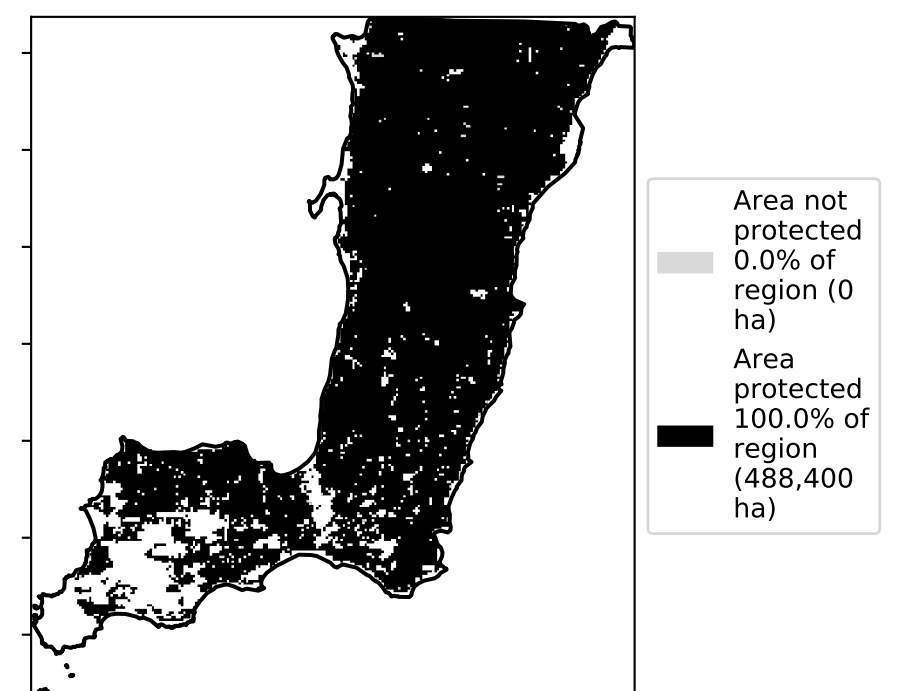 Area not
protected
0.0% of
region (0
ha)
Area
protected
100.0% of
region
(488,400
ha)